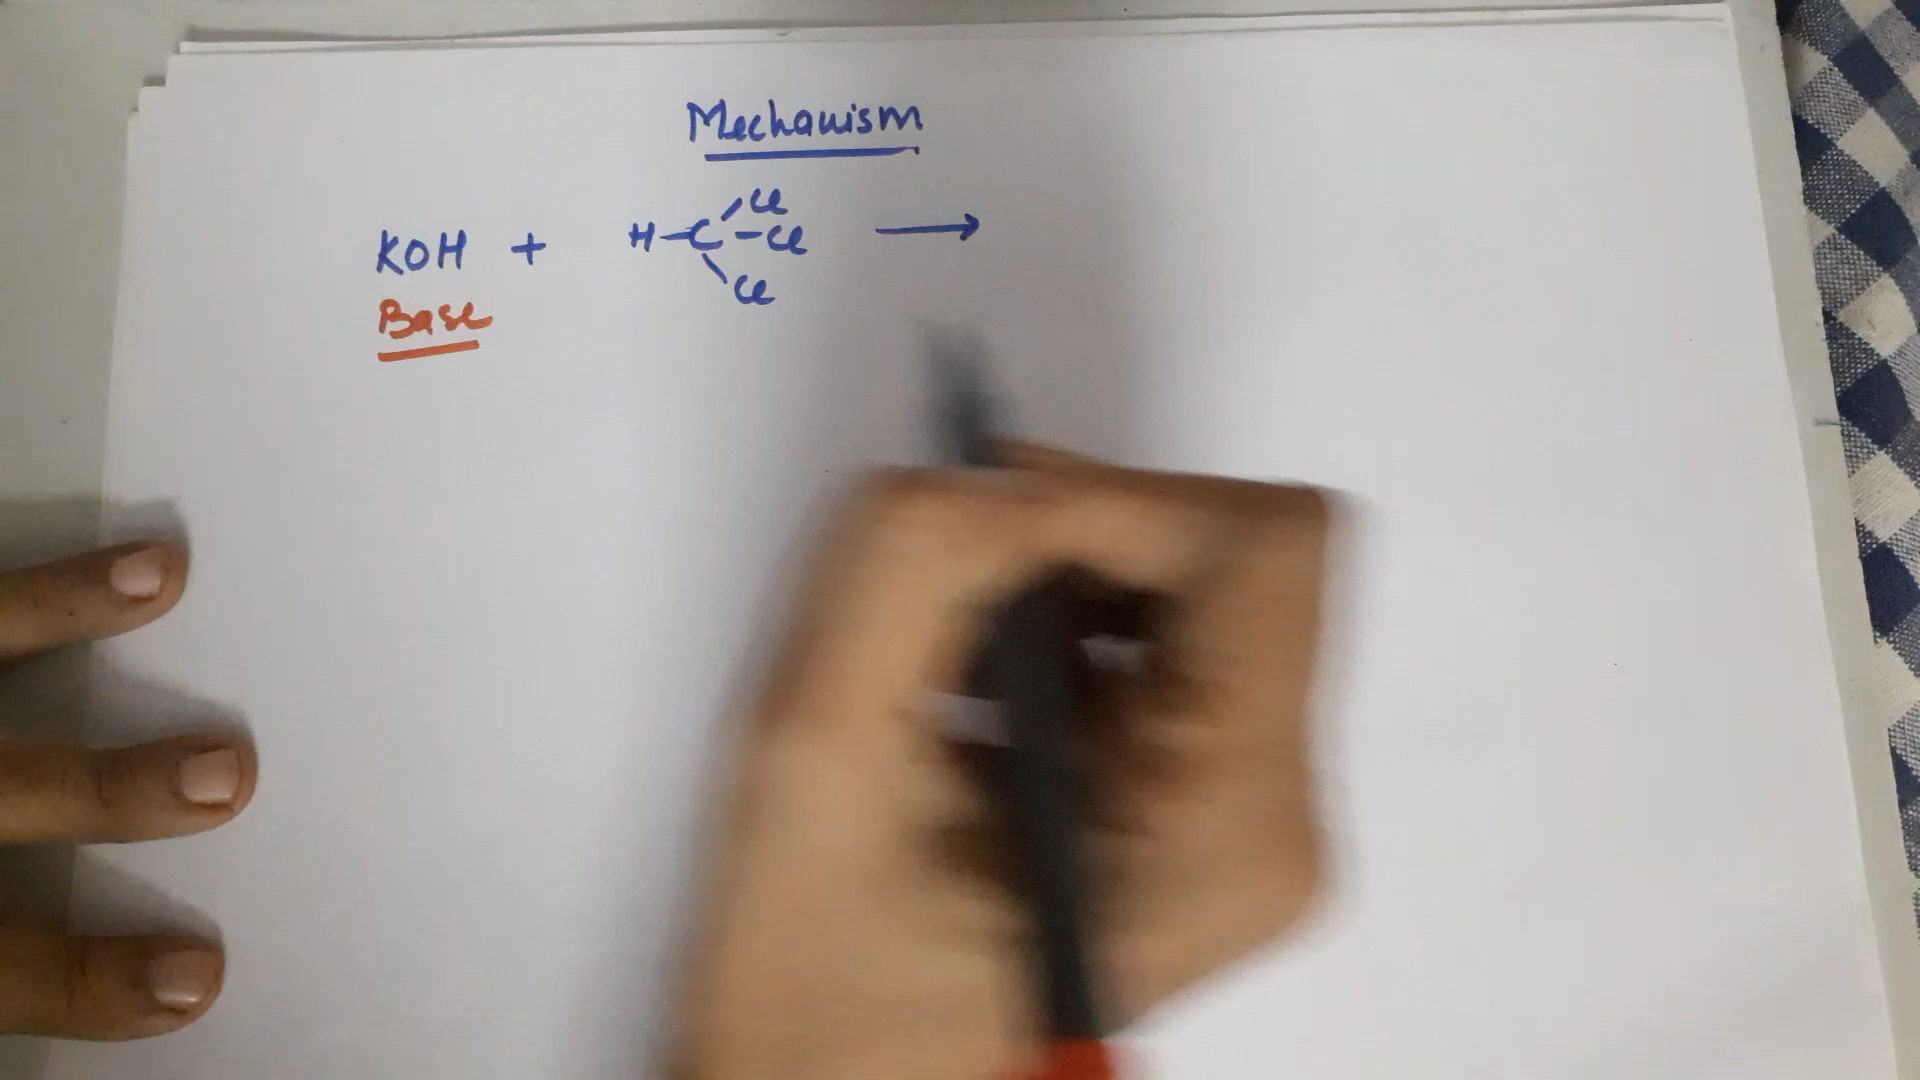 Mechanism
KOH + H-C-Cl →
Cl
Cl
Base